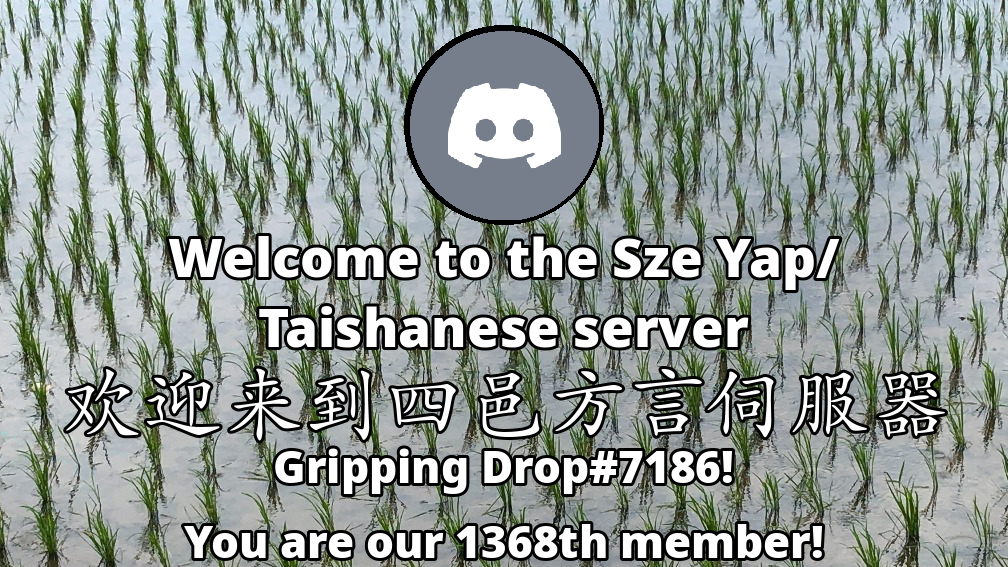 Welcome to the Sze Yap/
Taishanese server
欢迎来到四邑方言伺服器
Gripping Drop#7186!
You are our 1368th member!